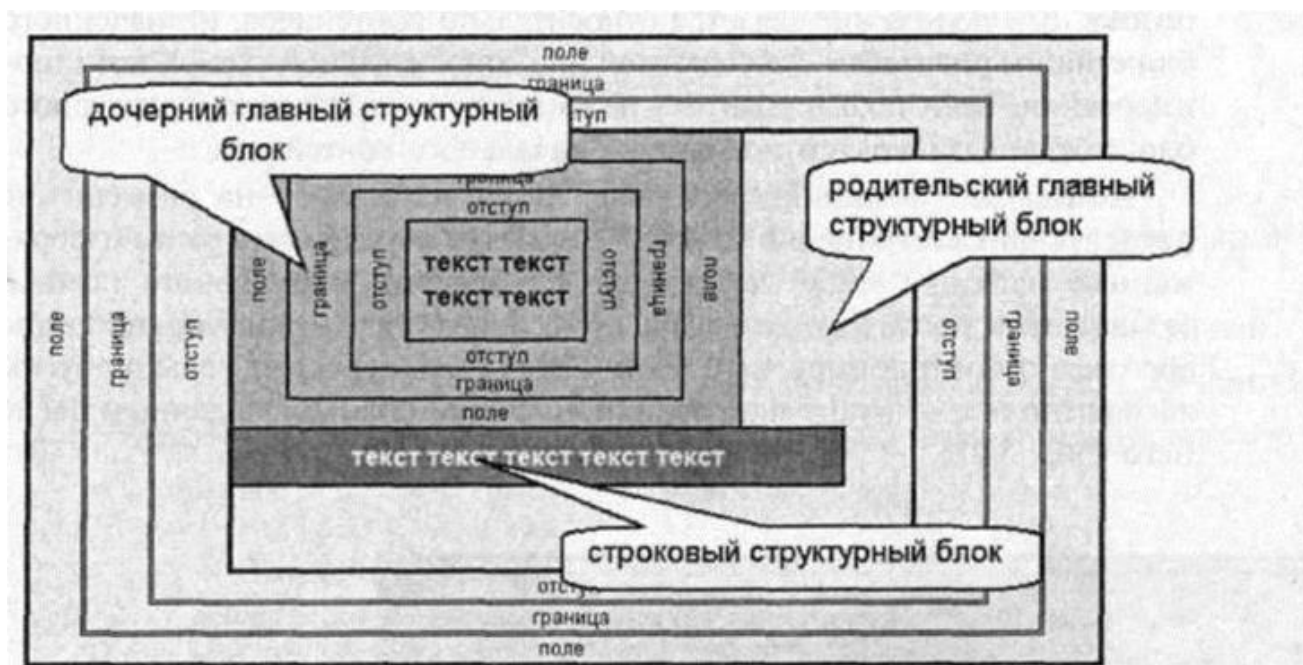 поле
граница
дочерний главный структурный
блок
граница
отступ
родительский главный
структурный блок
текст текст
текст текст
поле
граница
отступ
поле
граница
отступ
отступ
граница
поле
отступ
граница
поле
отступ
граница
поле
текст текст текст текст текст
строковый структурный блок
граница
поле